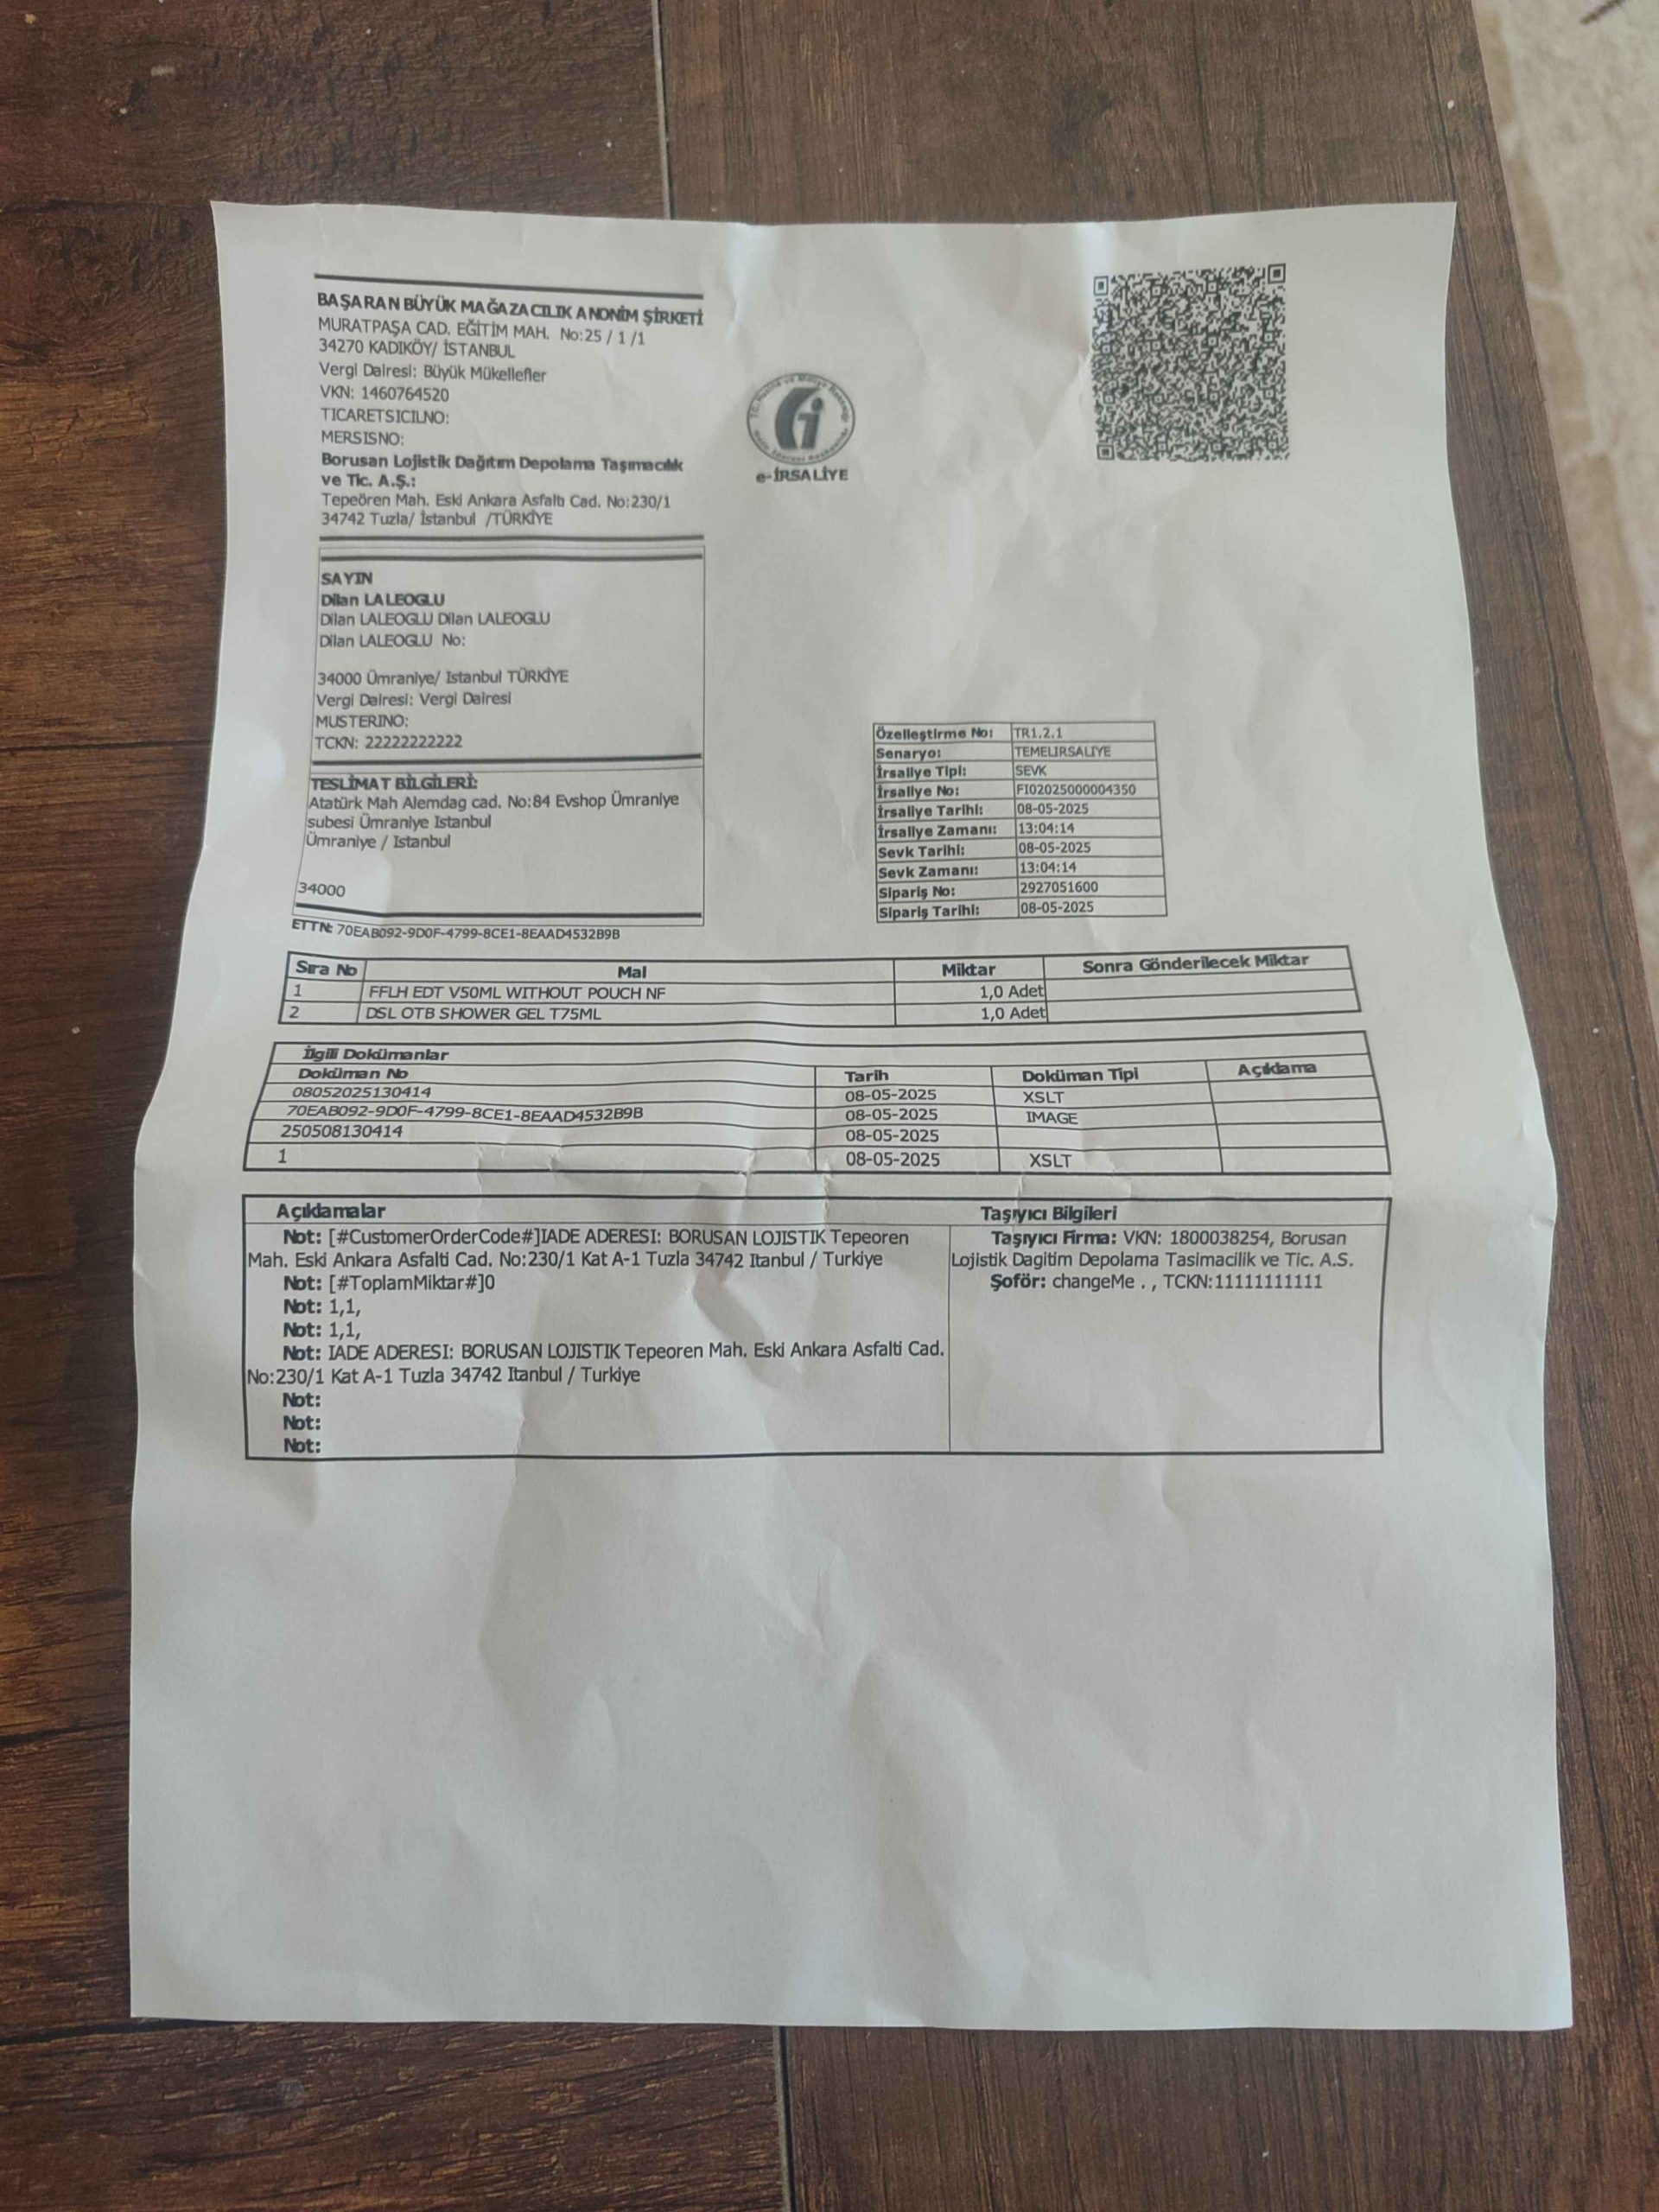 BAŞARAN BÜYÜK MAĞAZACILIK ANONİM ŞİRKETİ
MURATPAŞA CAD. EĞİTİM MAH. No:25 / 1 /1
34270 KADIKÖY/ İSTANBUL
Vergi Dairesi: Büyük Mükellefler
VKN: 1460764520
TICARETSICILNO:
MERSISNO:
Borusan Lojistik Dağıtım Depolama Taşımacılık
ve Tic. A.Ş.:
Tepeören Mah. Eski Ankara Asfaltı Cad. No:230/1
34742 Tuzla/ İstanbul /TÜRKİYE
e-İRSALİYE
SAYIN
Dilan LALEOGLU
Dilan LALEOGLU Dilan LALEOGLU
Dilan LALEOGLU No:
34000 Ümraniye/ Istanbul TÜRKİYE
Vergi Dairesi: Vergi Dairesi
MUSTERINO:
TCKN: 22222222222
TESLİMAT BİLGİLERİ:
Atatürk Mah Alemdag cad. No:84 Evshop Ümraniye
subesi Ümraniye Istanbul
Ümraniye / Istanbul
34000
ETTN: 70EAB092-9D0F-4799-8CE1-8EAAD4532B9B
Özelleştirme No: TR1.2.1
Senaryo: TEMELIRSALIYE
İrsaliye Tipi: SEVK
İrsaliye No: FI02025000004350
İrsaliye Tarihi: 08-05-2025
İrsaliye Zamanı: 13:04:14
Sevk Tarihi: 08-05-2025
Sevk Zamanı: 13:04:14
Sipariş No: 2927051600
Sipariş Tarihi: 08-05-2025
Sıra No Mal Miktar Sonra Gönderilecek Miktar
1 FFLH EDT V50ML WITHOUT POUCH NF 1,0 Adet
2 DSL OTB SHOWER GEL T75ML 1,0 Adet
İlgili Dokümanlar
Doküman No Tarih Doküman Tipi Açıklama
08052025130414 08-05-2025 XSLT
70EAB092-9D0F-4799-8CE1-8EAAD4532B9B 08-05-2025 IMAGE
250508130414 08-05-2025
1 08-05-2025 XSLT
Açıklamalar
Not: [#CustomerOrderCode#]IADE ADERESI: BORUSAN LOJISTIK Tepeoren
Mah. Eski Ankara Asfalti Cad. No:230/1 Kat A-1 Tuzla 34742 Itanbul / Turkiye
Not: [#ToplamMiktar#]0
Not: 1,1,
Not: 1,1,
Not: IADE ADERESI: BORUSAN LOJISTIK Tepeoren Mah. Eski Ankara Asfalti Cad.
No:230/1 Kat A-1 Tuzla 34742 Itanbul / Turkiye
Not:
Not:
Not:
Taşıyıcı Bilgileri
Taşıyıcı Firma: VKN: 1800038254, Borusan
Lojistik Dagitim Depolama Tasimacilik ve Tic. A.S.
Şoför: changeMe . , TCKN:11111111111